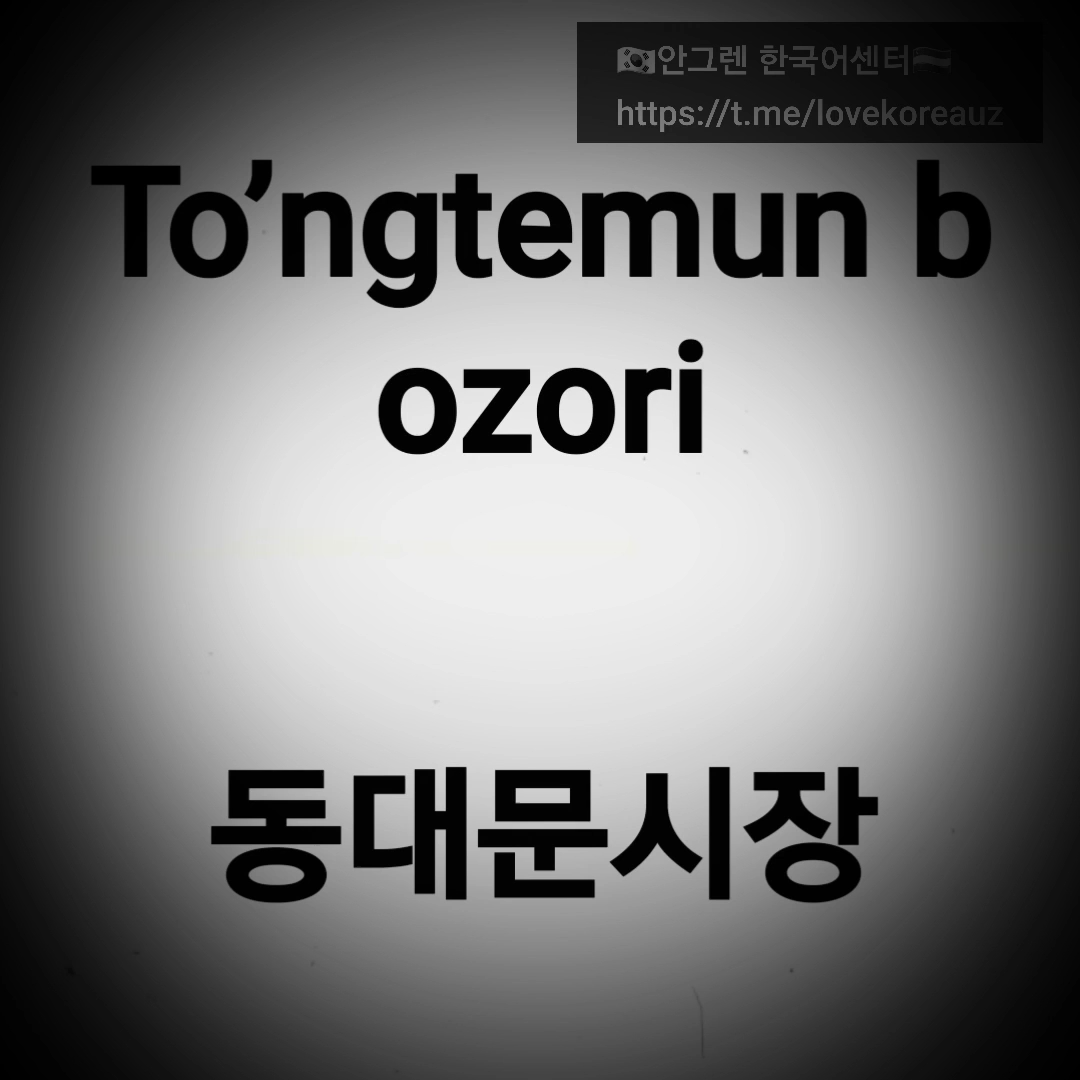 🇰🇷안그렌 한국어센터🇺🇿
https://t.me/lovekoreauz
To’ngtemun b
ozori
동대문시장